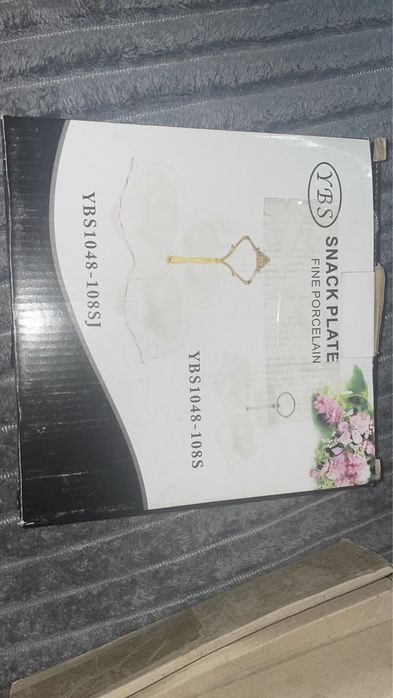 YBS
SNACK PLATE
FINE PORCELAIN
YBS1048-108S
YBS1048-108SJ